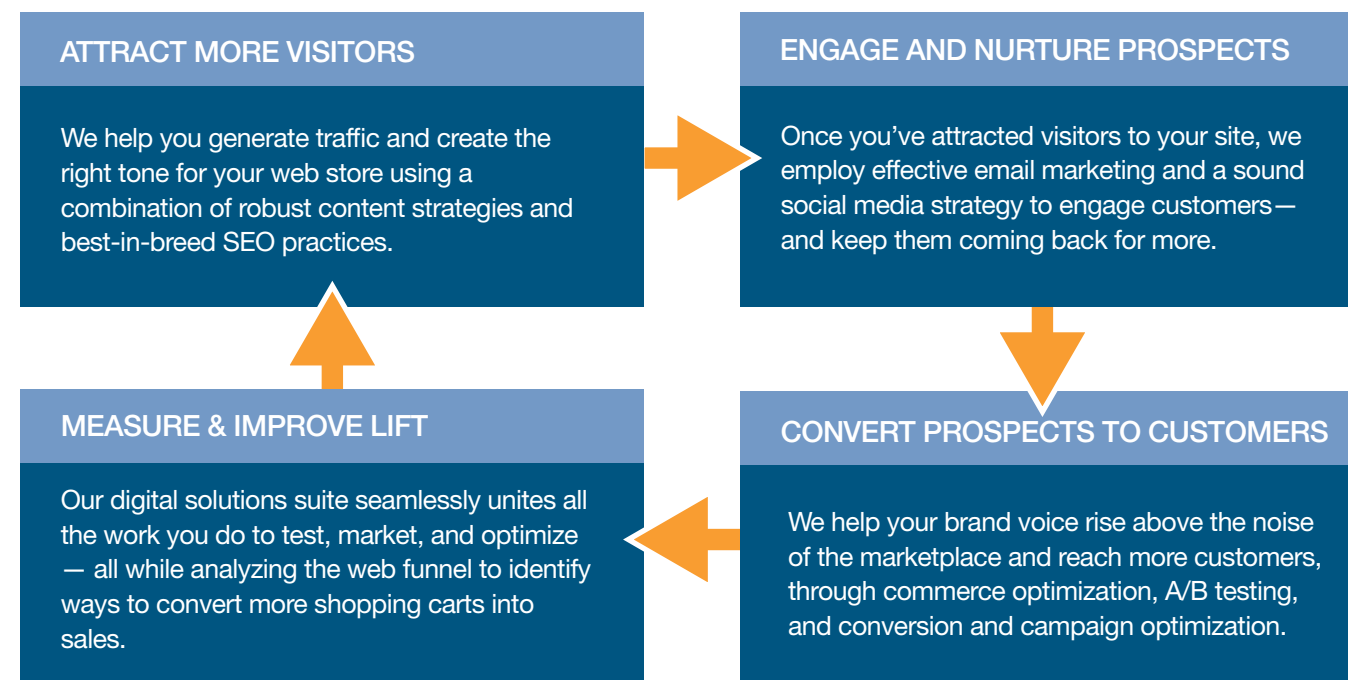 ATTRACT MORE VISITORS
We help you generate traffic and create the
right tone for your web store using a
combination of robust content strategies and
best-in-breed SEO practices.
ENGAGE AND NURTURE PROSPECTS
Once you’ve attracted visitors to your site, we
employ effective email marketing and a sound
social media strategy to engage customers—
and keep them coming back for more.
MEASURE & IMPROVE LIFT
Our digital solutions suite seamlessly unites all
the work you do to test, market, and optimize
— all while analyzing the web funnel to identify
ways to convert more shopping carts into
sales.
CONVERT PROSPECTS TO CUSTOMERS
We help your brand voice rise above the noise
of the marketplace and reach more customers,
through commerce optimization, A/B testing,
and conversion and campaign optimization.